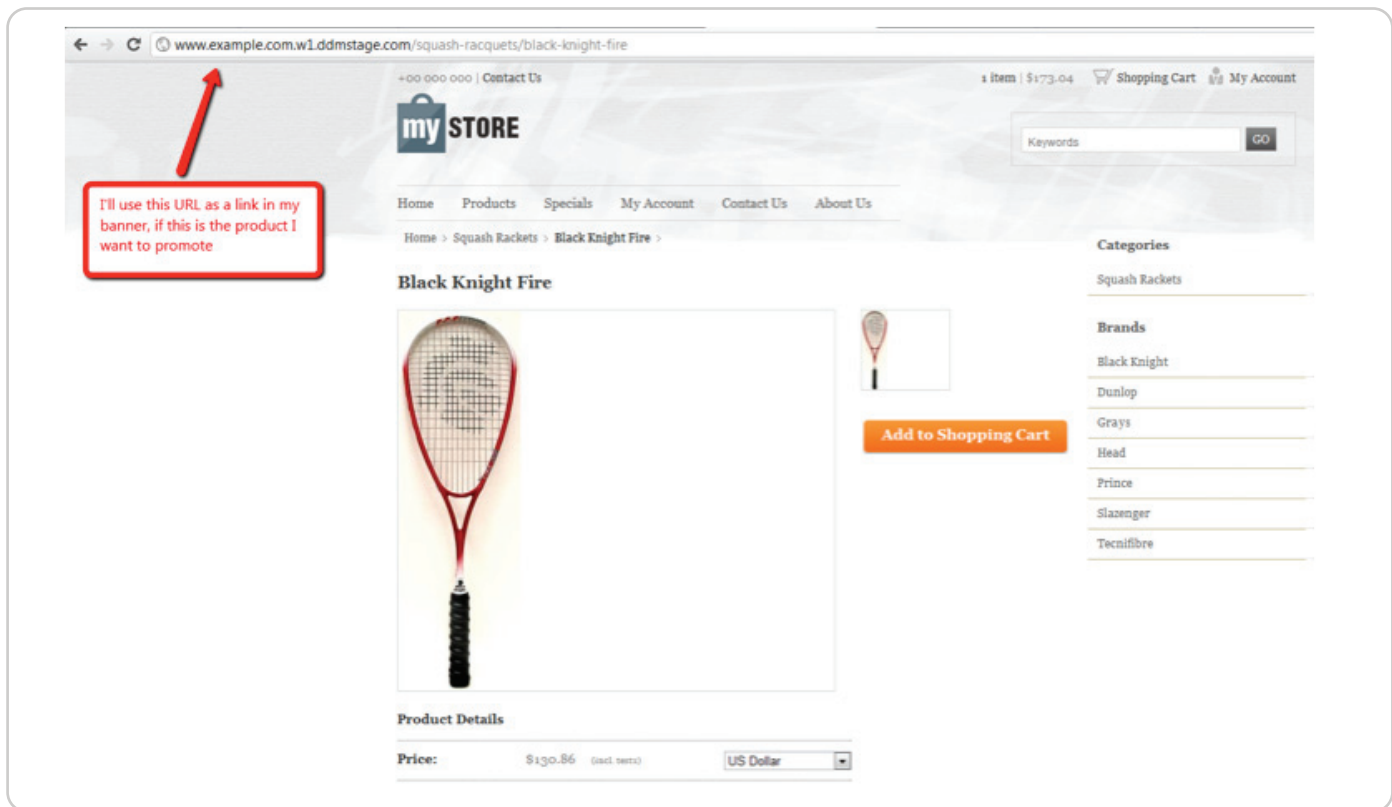 www.example.com.w1.ddmstage.com/squash-racquets/black-knight-fire
+00 000 000 | Contact Us
1 item | $173.04 Shopping Cart My Account
my STORE
Keywords GO
I'll use this URL as a link in my
banner, if this is the product I
want to promote
Home Products Specials My Account Contact Us About Us
Home > Squash Rackets > Black Knight Fire >
Black Knight Fire
Add to Shopping Cart
Categories
Squash Rackets
Brands
Black Knight
Dunlop
Grays
Head
Prince
Slazenger
Tecnifibre
Product Details
Price: $130.86 (incl. US Dollar